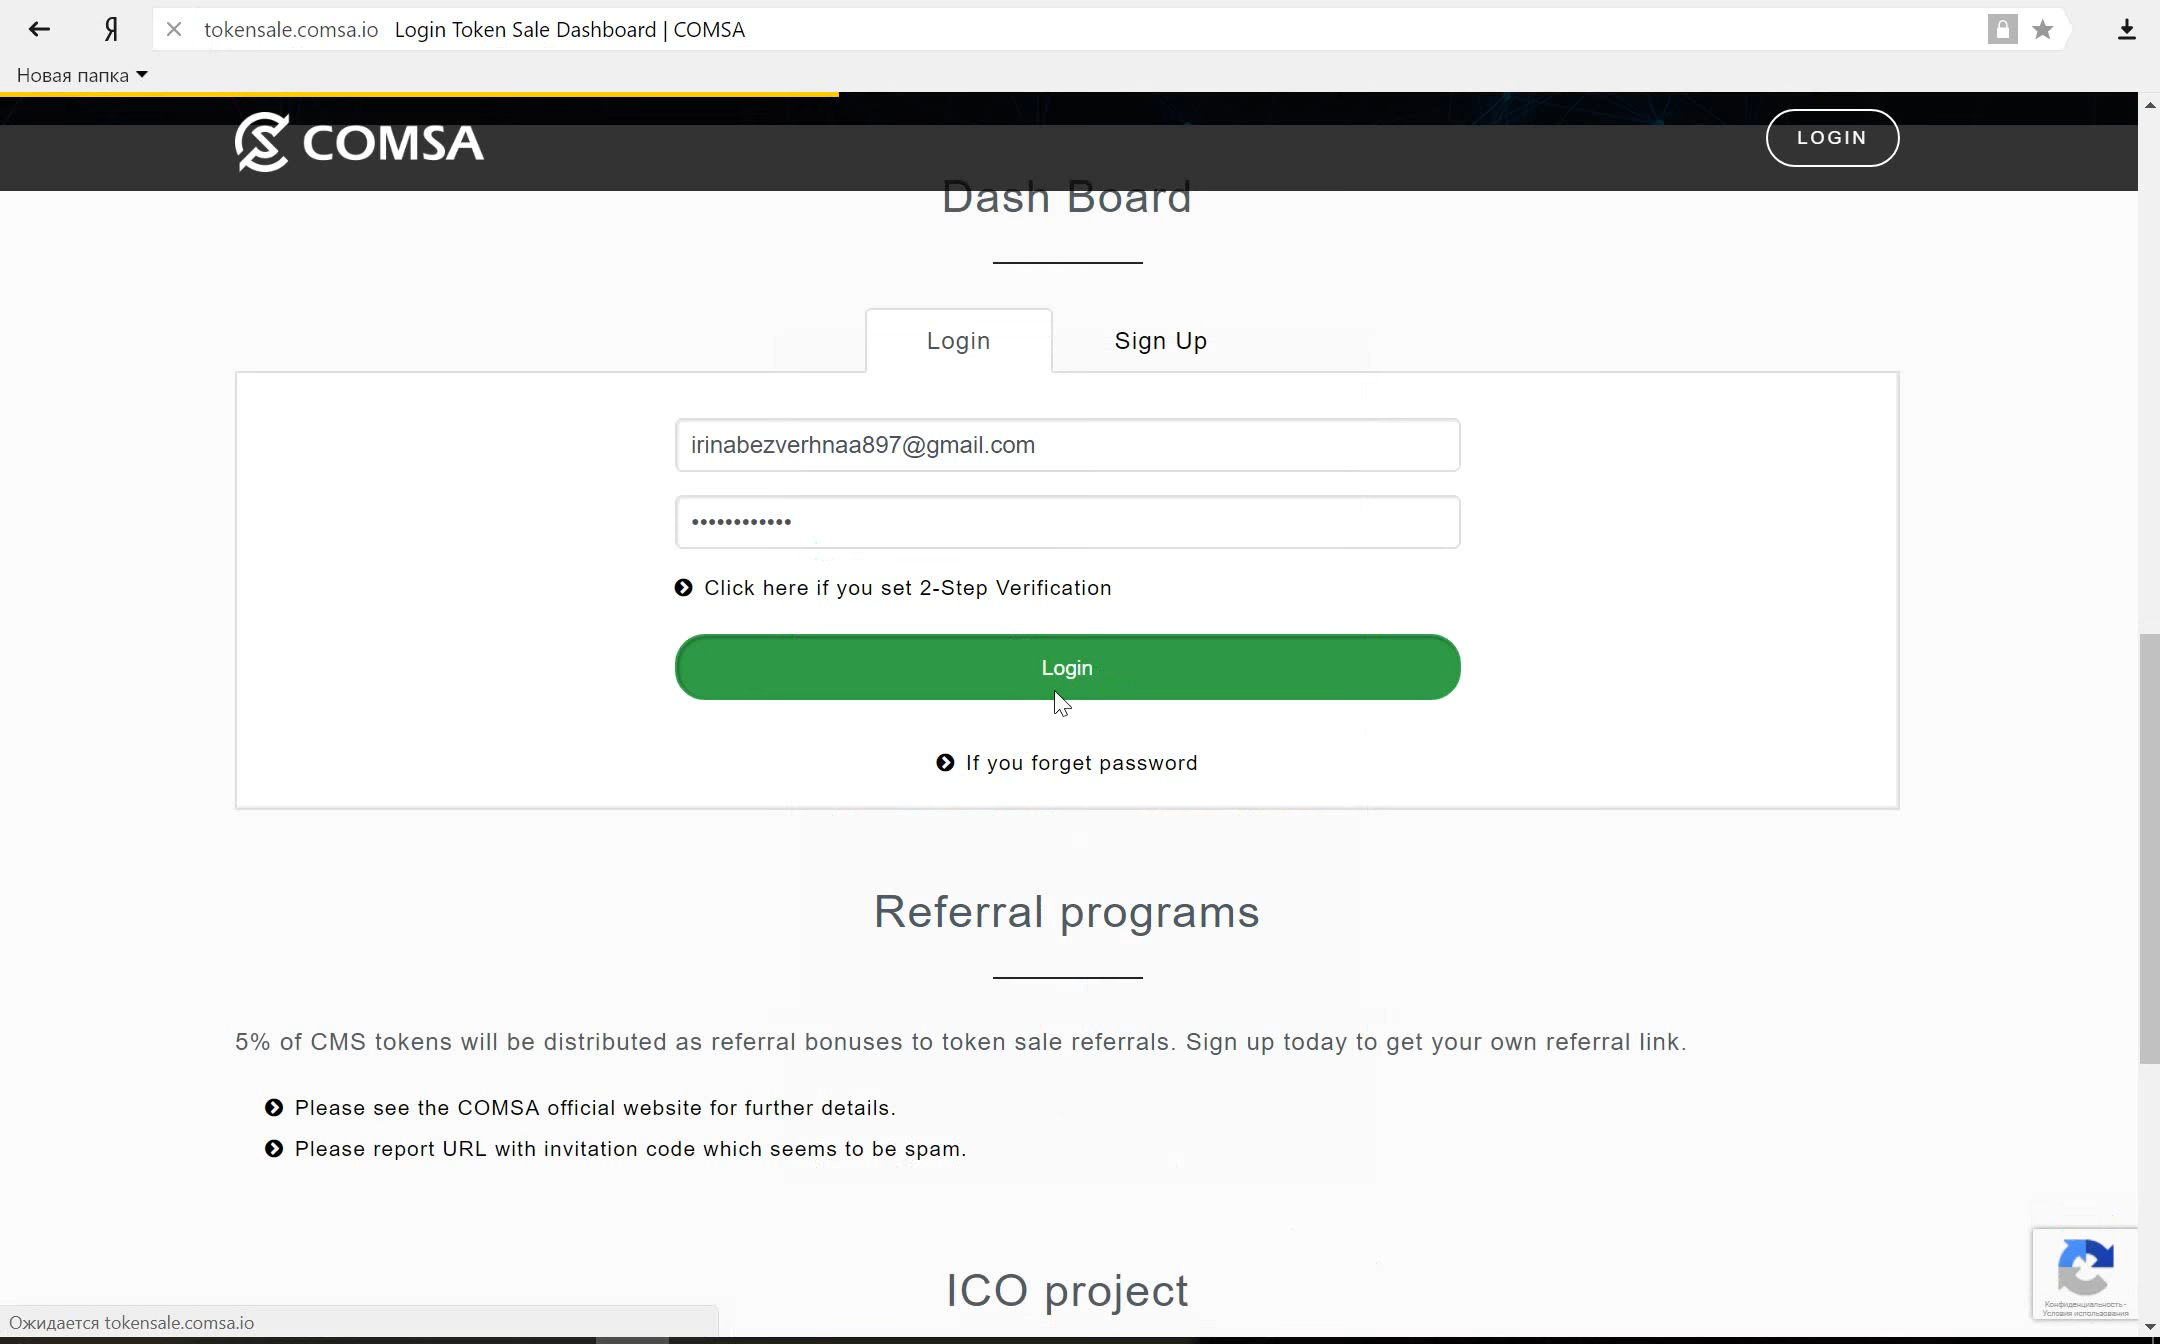 Я
tokensale.comsa.io Login Token Sale Dashboard | COMSA
Новая папка
COMSA
LOGIN
Dash Board
Login
Sign Up
irinabezverhnaa897@gmail.com
••••••••••••
Click here if you set 2-Step Verification
Login
If you forget password
Referral programs
5% of CMS tokens will be distributed as referral bonuses to token sale referrals. Sign up today to get your own referral link.
Please see the COMSA official website for further details.
Please report URL with invitation code which seems to be spam.
ICO project
Конфиденциальность -
Условия использования
Ожидается tokensale.comsa.io